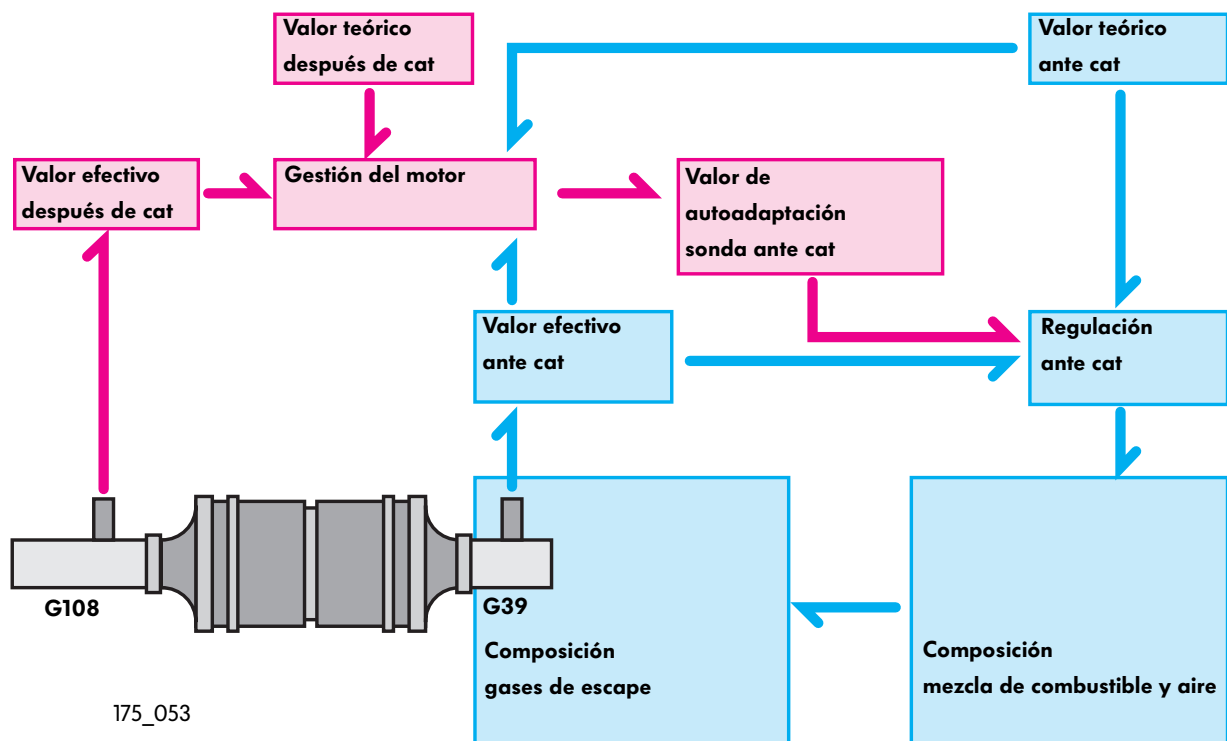 Valor teórico
después de cat
Valor teórico
ante cat
Valor efectivo
después de cat
Gestión del motor
Valor de
autoadaptación
sonda ante cat
Valor efectivo
ante cat
Regulación
ante cat
G108
G39
Composición
gases de escape
Composición
mezcla de combustible y aire
175_053